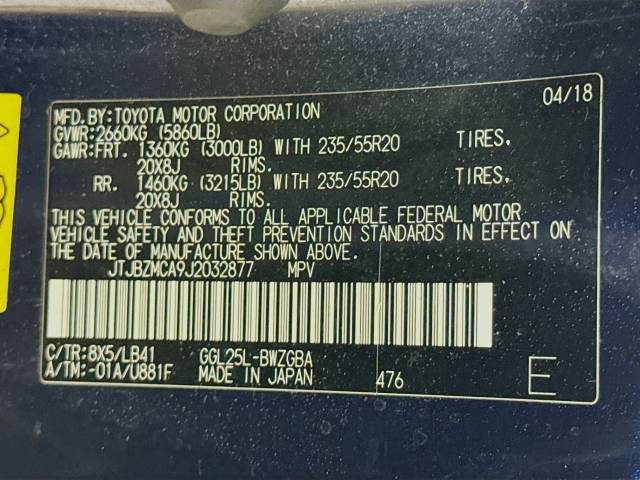 MFD.BY:TOYOTA MOTOR CORPORATION 04/18
GVWR:2660KG (5860LB)
GAWR:FRT. 1360KG (3000LB) WITH 235/55R20 TIRES,
20X8J RIMS.
RR. 1460KG (3215LB) WITH 235/55R20 TIRES,
20X8J RIMS.
THIS VEHICLE CONFORMS TO ALL APPLICABLE FEDERAL MOTOR
VEHICLE SAFETY AND THEFT PREVENTION STANDARDS IN EFFECT ON
THE DATE OF MANUFACTURE SHOWN ABOVE.
JTJBZMCA9J2032877 MPV
C/TR:8X5/LB41 GGL25L-BWZGBA
A/TM:-01A/U881F MADE IN JAPAN 476 E